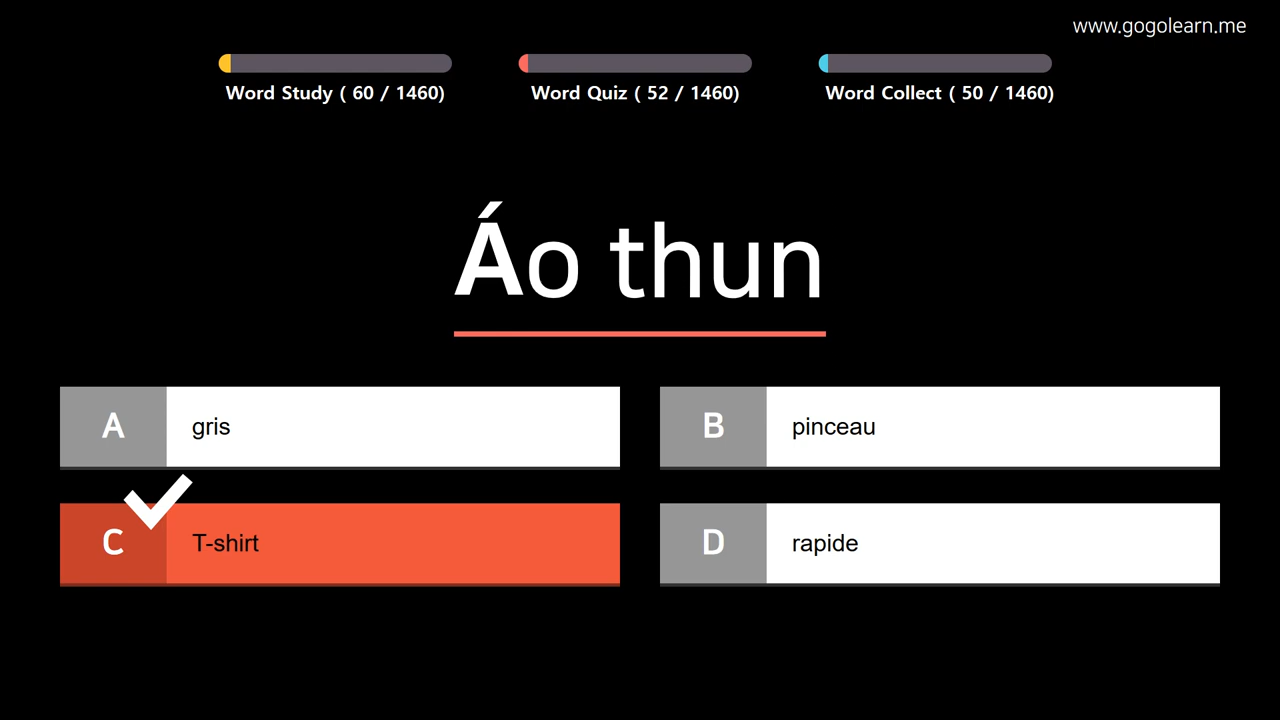 www.gogolearn.me
Word Study ( 60 / 1460)
Word Quiz ( 52 / 1460)
Word Collect ( 50 / 1460)
Áo thun
A gris
B pinceau
C T-shirt
D rapide